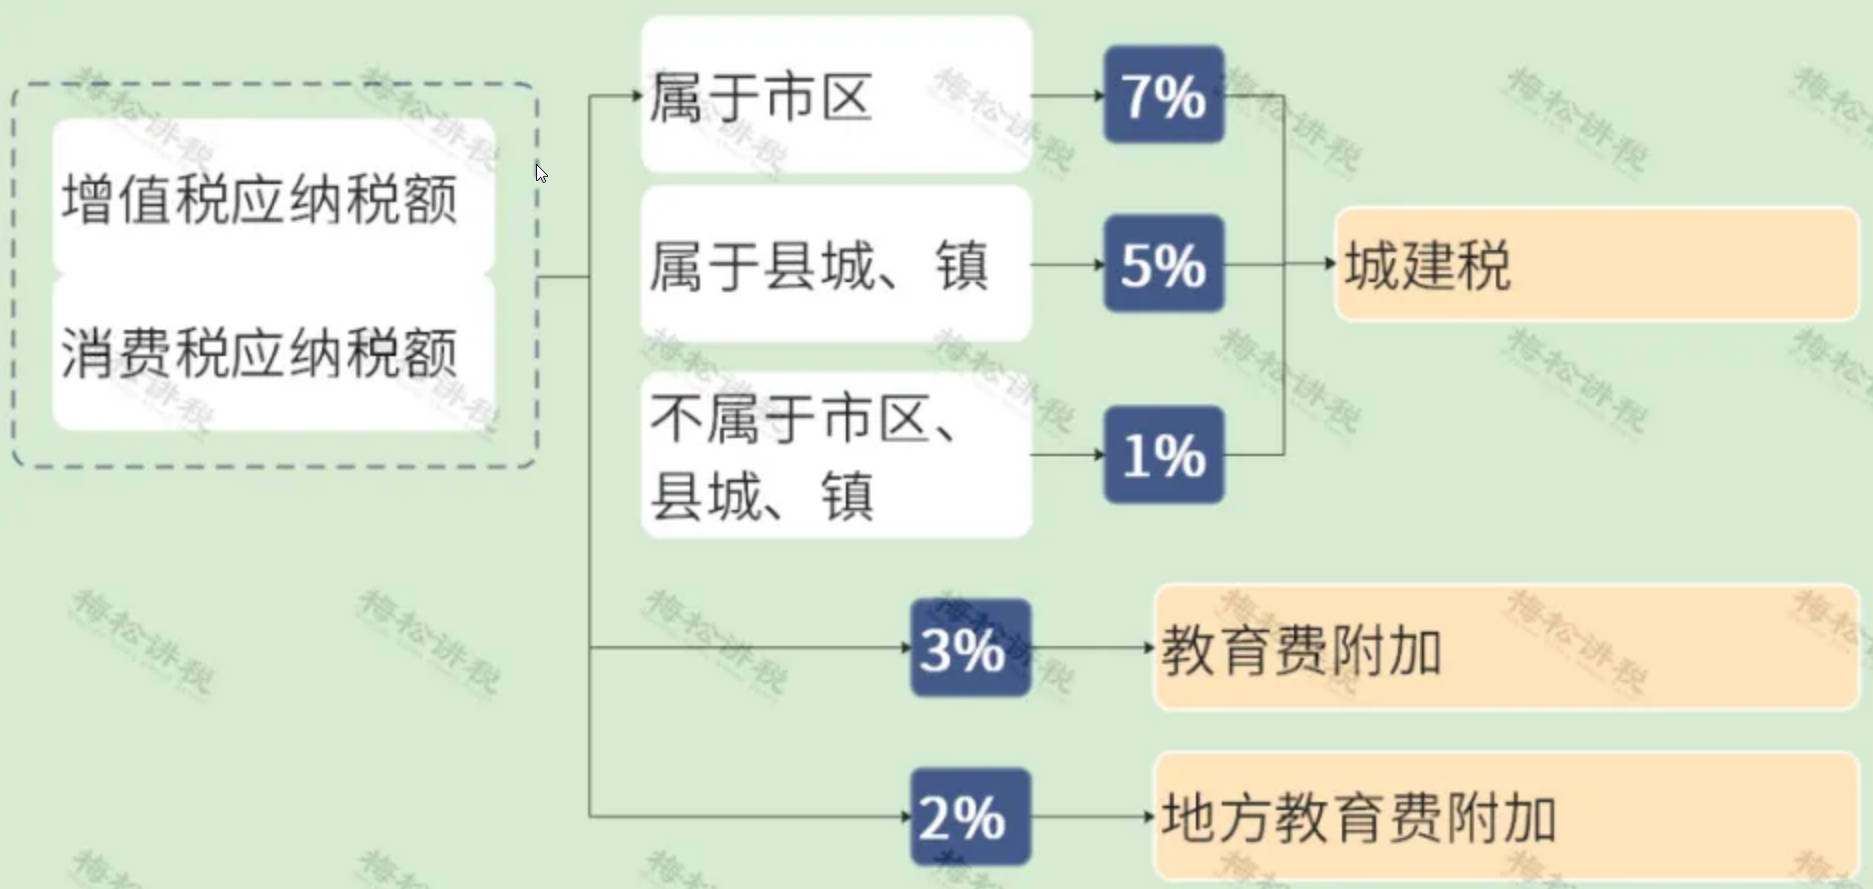 增值税应纳税额
消费税应纳税额
属于市区
7%
属于县城、镇
5%
不属于市区、
县城、镇
1%
城建税
3%
教育费附加
2%
地方教育费附加
梅松讲税